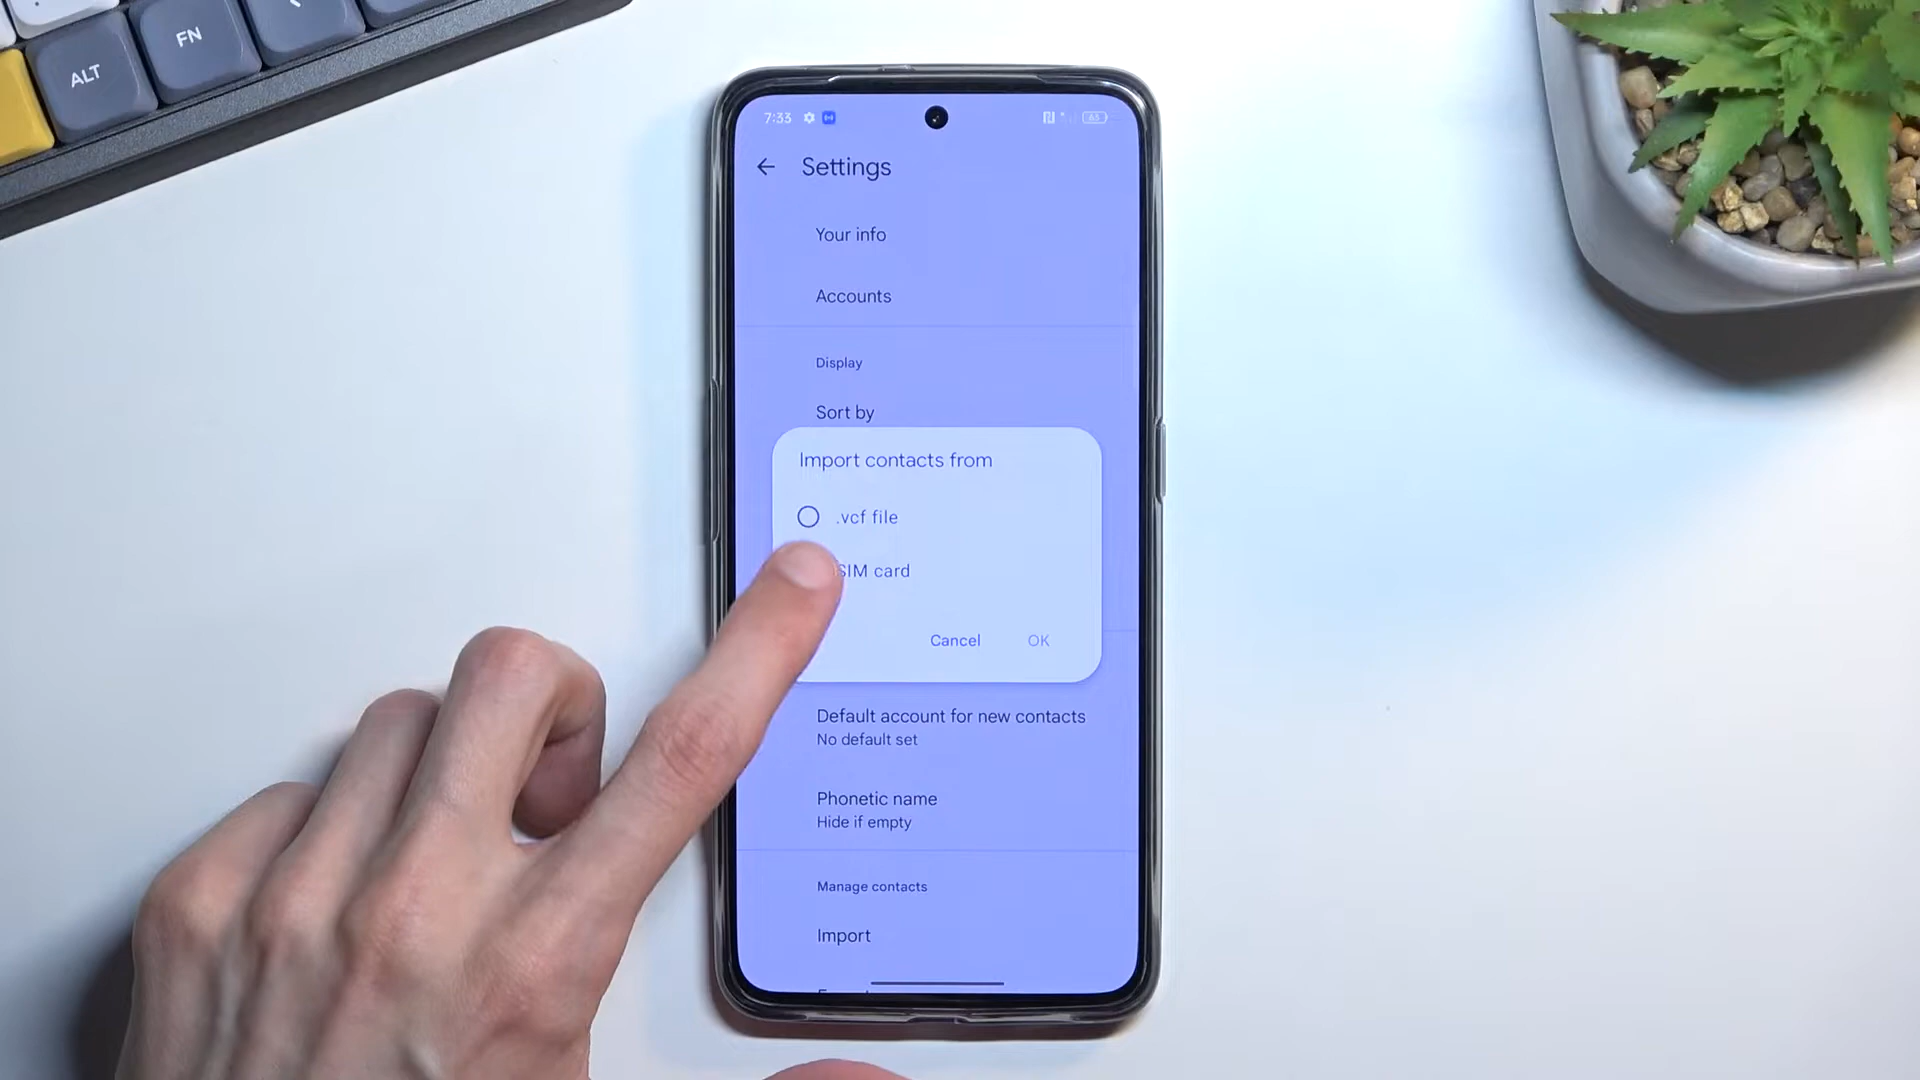 FN
ALT
7:33
83
Settings
Your info
Accounts
Display
Sort by
Import contacts from
.vcf file
SIM card
Cancel
OK
Default account for new contacts
No default set
Phonetic name
Hide if empty
Manage contacts
Import